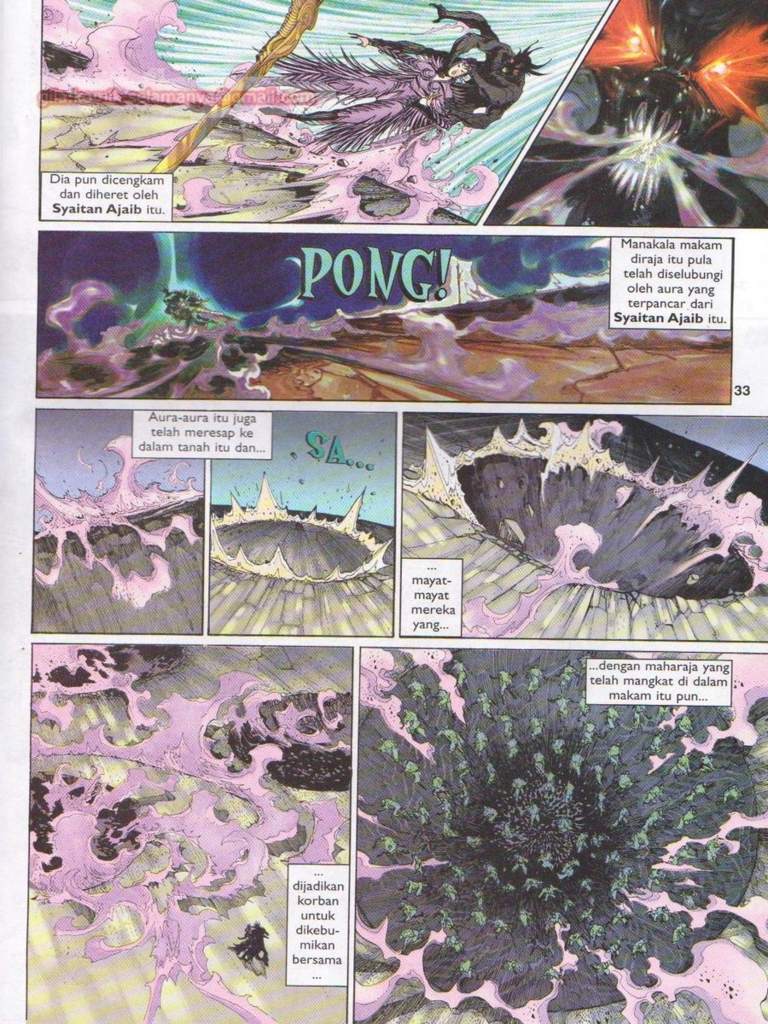 Dia pun dicengkam
dan diheret oleh
Syaitan Ajaib itu.
PONG!
Manakala makam
diraja itu pula
telah diselubungi
oleh aura yang
terpancar dari
Syaitan Ajaib itu.
33
Aura-aura itu juga
telah meresap ke
dalam tanah itu dan...
SA...
...
mayat-
mayat
mereka
yang...
...
dijadikan
korban
untuk
dikebu-
mikan
bersama
...
...dengan maharaja yang
telah mangkat di dalam
makam itu pun...